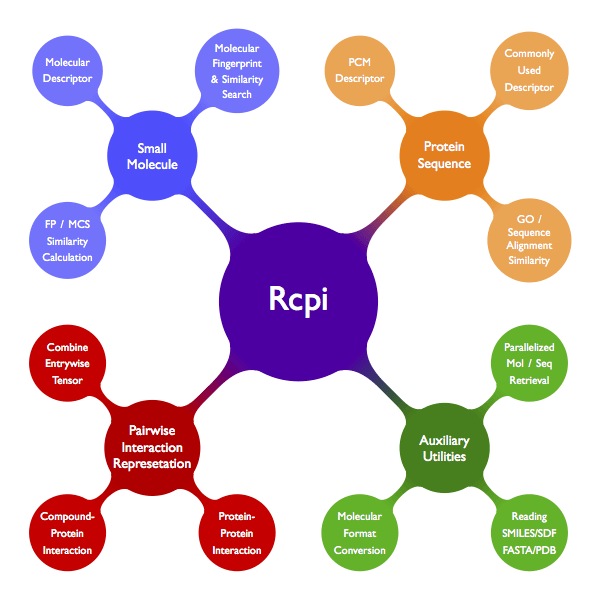 Molecular
Descriptor
Molecular
Fingerprint
& Similarity
Search
Small
Molecule
FP / MCS
Similarity
Calculation
PCM
Descriptor
Commonly
Used
Descriptor
Protein
Sequence
GO /
Sequence
Alignment
Similarity
Rcpi
Combine
Entrywise
Tensor
Pairwise
Interaction
Represetation
Compound-
Protein
Interaction
Protein-
Protein
Interaction
Parallelized
Mol / Seq
Retrieval
Auxiliary
Utilities
Molecular
Format
Conversion
Reading
SMILES/SDF
FASTA/PDB